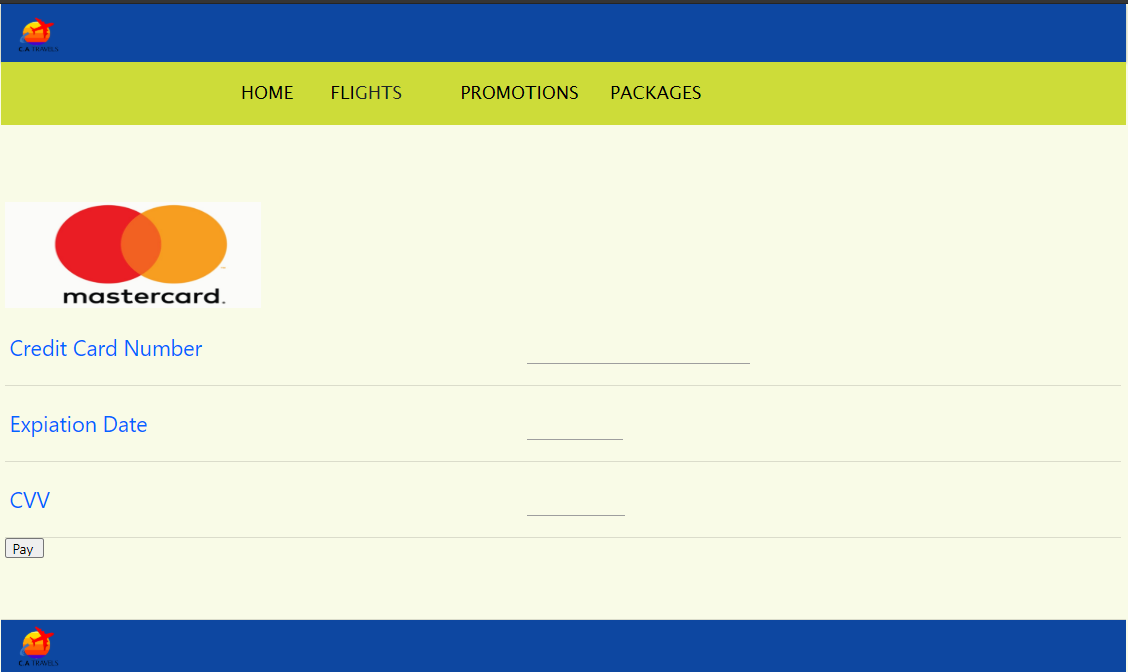 C.A TRAVELS
HOME FLIGHTS PROMOTIONS PACKAGES
mastercard.
Credit Card Number
Expiation Date
CVV
Pay
C.A TRAVELS